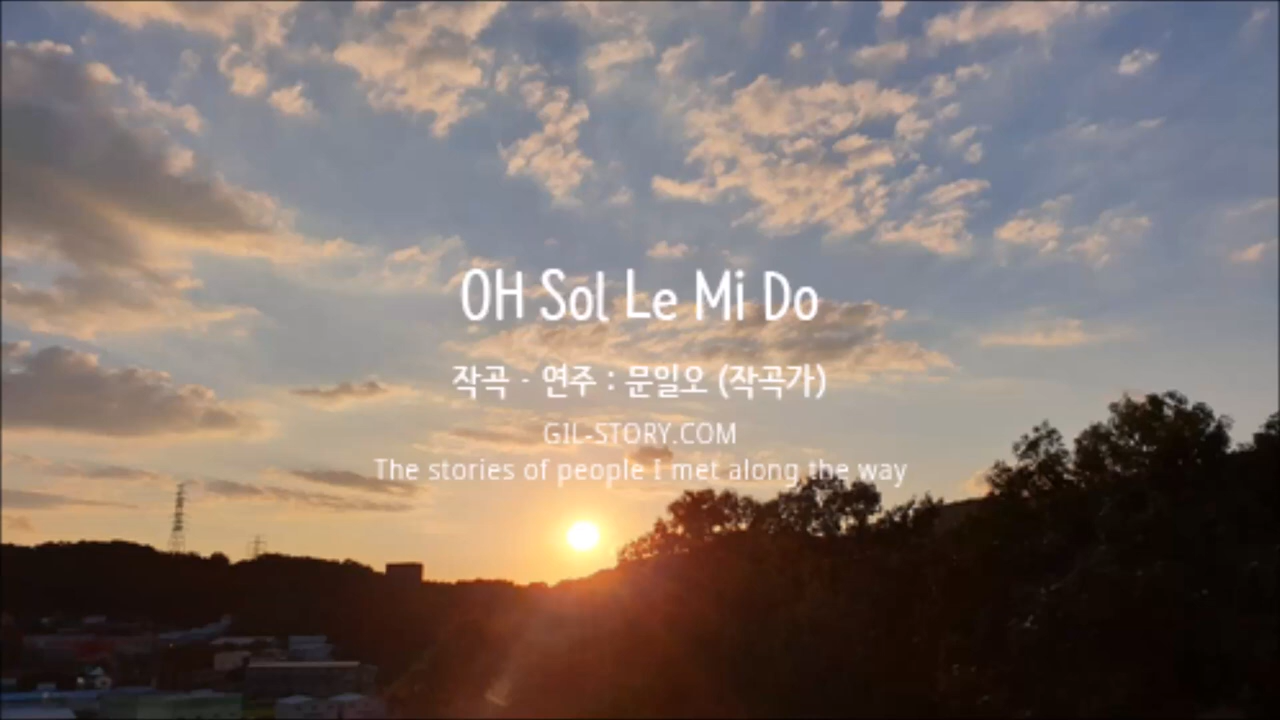 OH Sol Le Mi Do
작곡 - 연주 : 문일오 (작곡가)
GIL-STORY.COM
The stories of people I met along the way